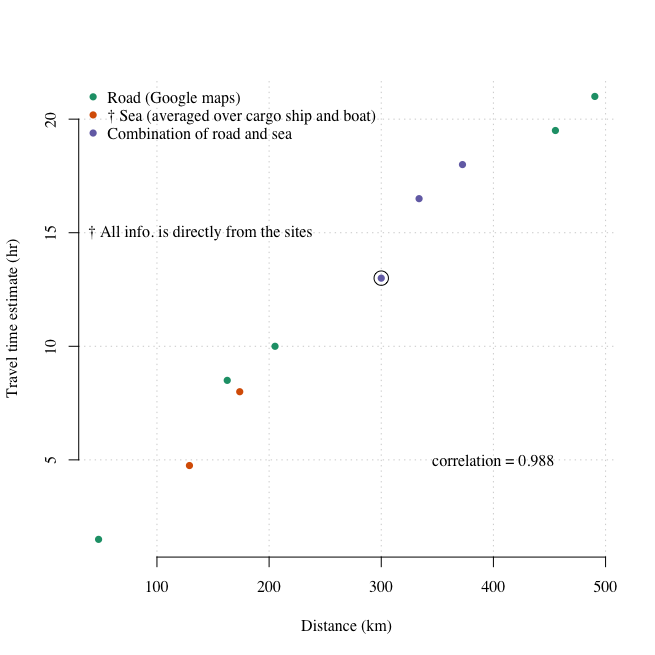 Road (Google maps)
† Sea (averaged over cargo ship and boat)
Combination of road and sea
† All info. is directly from the sites
correlation = 0.988
Travel time estimate (hr)
20
15
10
5
100 200 300 400 500
Distance (km)